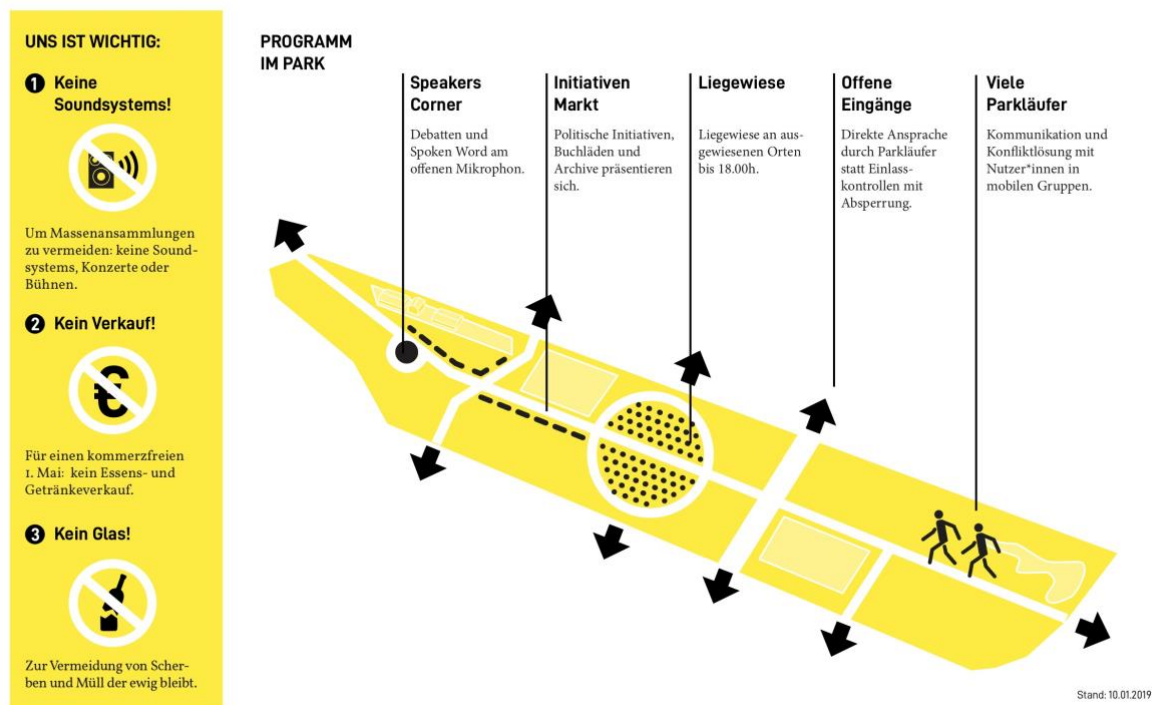 UNS IST WICHTIG:
1 Keine
Soundsystems!
Um Massenansammlungen
zu vermeiden: keine Sound-
systems, Konzerte oder
Bühnen.
2 Kein Verkauf!
€
Für einen kommerzfreien
1. Mai: kein Essens- und
Getränkeverkauf.
3 Kein Glas!
Zur Vermeidung von Scher-
ben und Müll der ewig bleibt.
PROGRAMM
IM PARK
Speakers
Corner
Debatten und
Spoken Word am
offenen Mikrophon.
Initiativen
Markt
Politische Initiativen,
Buchläden und
Archive präsentieren
sich.
Liegewiese
Liegewiese an aus-
gewiesenen Orten
bis 18.00h.
Offene
Eingänge
Direkte Ansprache
durch Parkläufer
statt Einlass-
kontrollen mit
Absperrung.
Viele
Parkläufer
Kommunikation und
Konfliktlösung mit
Nutzer*innen in
mobilen Gruppen.
Stand: 10.01.2019